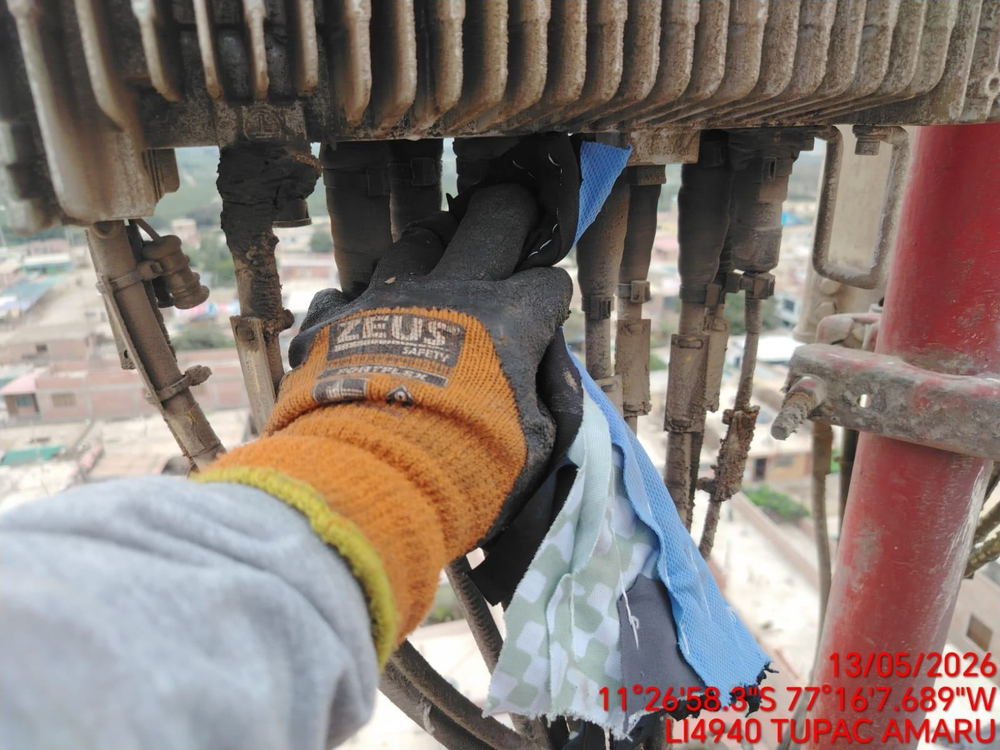 ZEUS
SAFETY
13/05/2026
11°26'58.3"S 77°16'7.689"W
LI4940 TUPAC AMARU